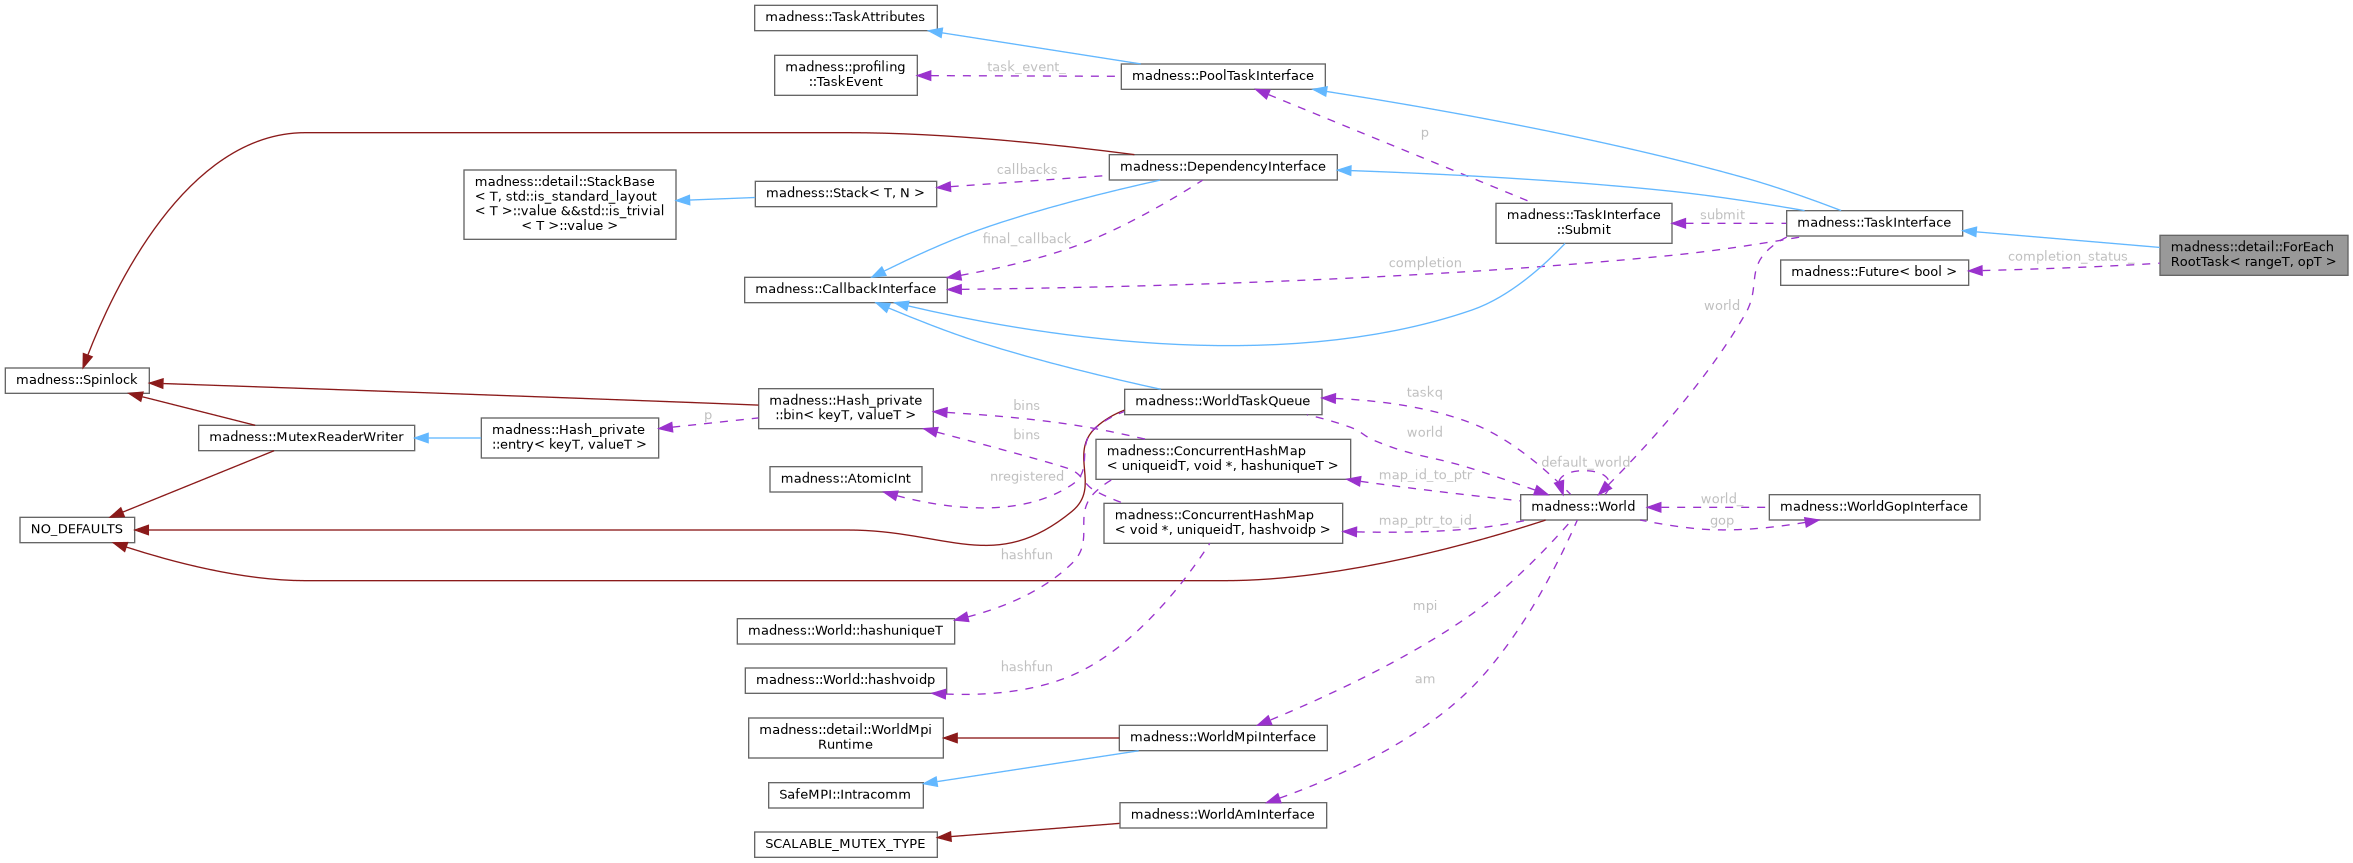 madness::TaskAttributes
madness::profiling
::TaskEvent
task_event_
madness::PoolTaskInterface
p
madness::DependencyInterface
callbacks
madness::detail::StackBase
< T, std::is_standard_layout
< T >::value &&std::is_trivial
< T >::value >
madness::Stack< T, N >
final_callback
madness::TaskInterface
::Submit
submit
madness::TaskInterface
madness::detail::ForEach
RootTask< rangeT, opT >
completion_status_
madness::Future< bool >
completion
madness::CallbackInterface
world
madness::Spinlock
madness::Hash_private
::bin< keyT, valueT >
p
madness::Hash_private
::entry< keyT, valueT >
madness::MutexReaderWriter
bins
bins
madness::WorldTaskQueue
taskq
world
madness::ConcurrentHashMap
< uniqueidT, void *, hashuniqueT >
map_id_to_ptr
default_world
madness::AtomicInt
nregistered
madness::World
world_
gop
madness::WorldGopInterface
madness::ConcurrentHashMap
< void *, uniqueidT, hashvoidp >
map_ptr_to_id
NO_DEFAULTS
hashfun
madness::World::hashuniqueT
mpi
hashfun
madness::World::hashvoidp
am
madness::detail::WorldMpi
Runtime
madness::WorldMpiInterface
SafeMPI::Intracomm
madness::WorldAmInterface
SCALABLE_MUTEX_TYPE